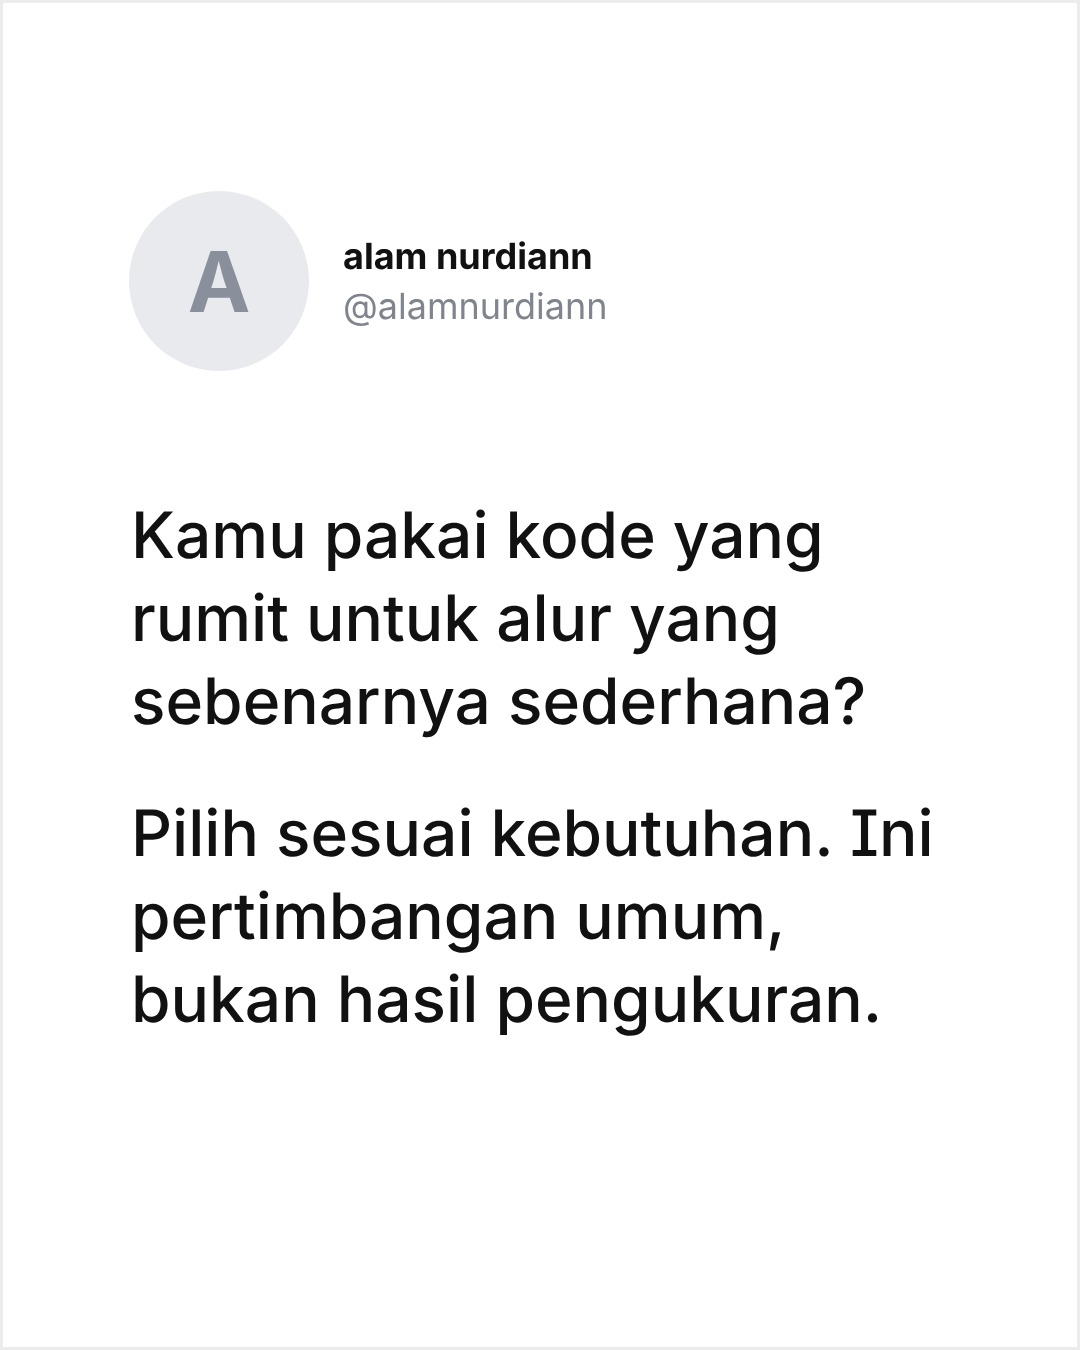 A
alam nurdiann
@alamnurdiann
Kamu pakai kode yang
rumit untuk alur yang
sebenarnya sederhana?
Pilih sesuai kebutuhan. Ini
pertimbangan umum,
bukan hasil pengukuran.